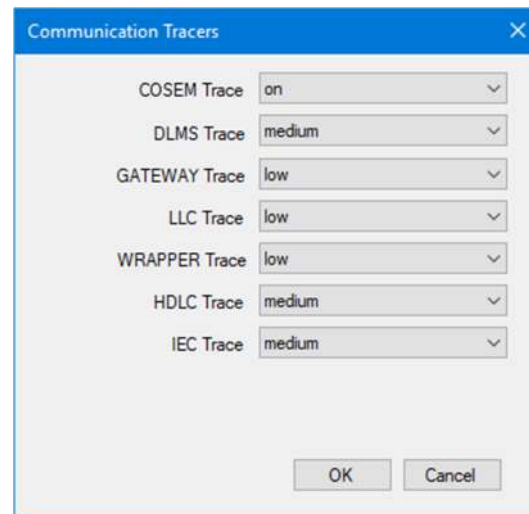 Communication Tracers
COSEM Trace on
DLMS Trace medium
GATEWAY Trace low
LLC Trace low
WRAPPER Trace low
HDLC Trace medium
IEC Trace medium
OK Cancel